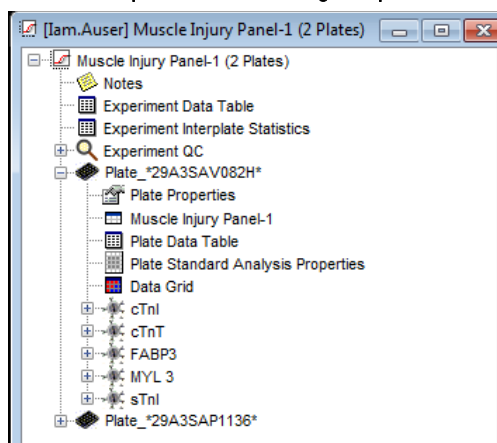 [Iam.Auser] Muscle Injury Panel-1 (2 Plates)
Muscle Injury Panel-1 (2 Plates)
Notes
Experiment Data Table
Experiment Interplate Statistics
Experiment QC
Plate_*29A3SAV082H*
Plate Properties
Muscle Injury Panel-1
Plate Data Table
Plate Standard Analysis Properties
Data Grid
cTnI
cTnT
FABP3
MYL 3
sTnI
Plate_*29A3SAP1136*